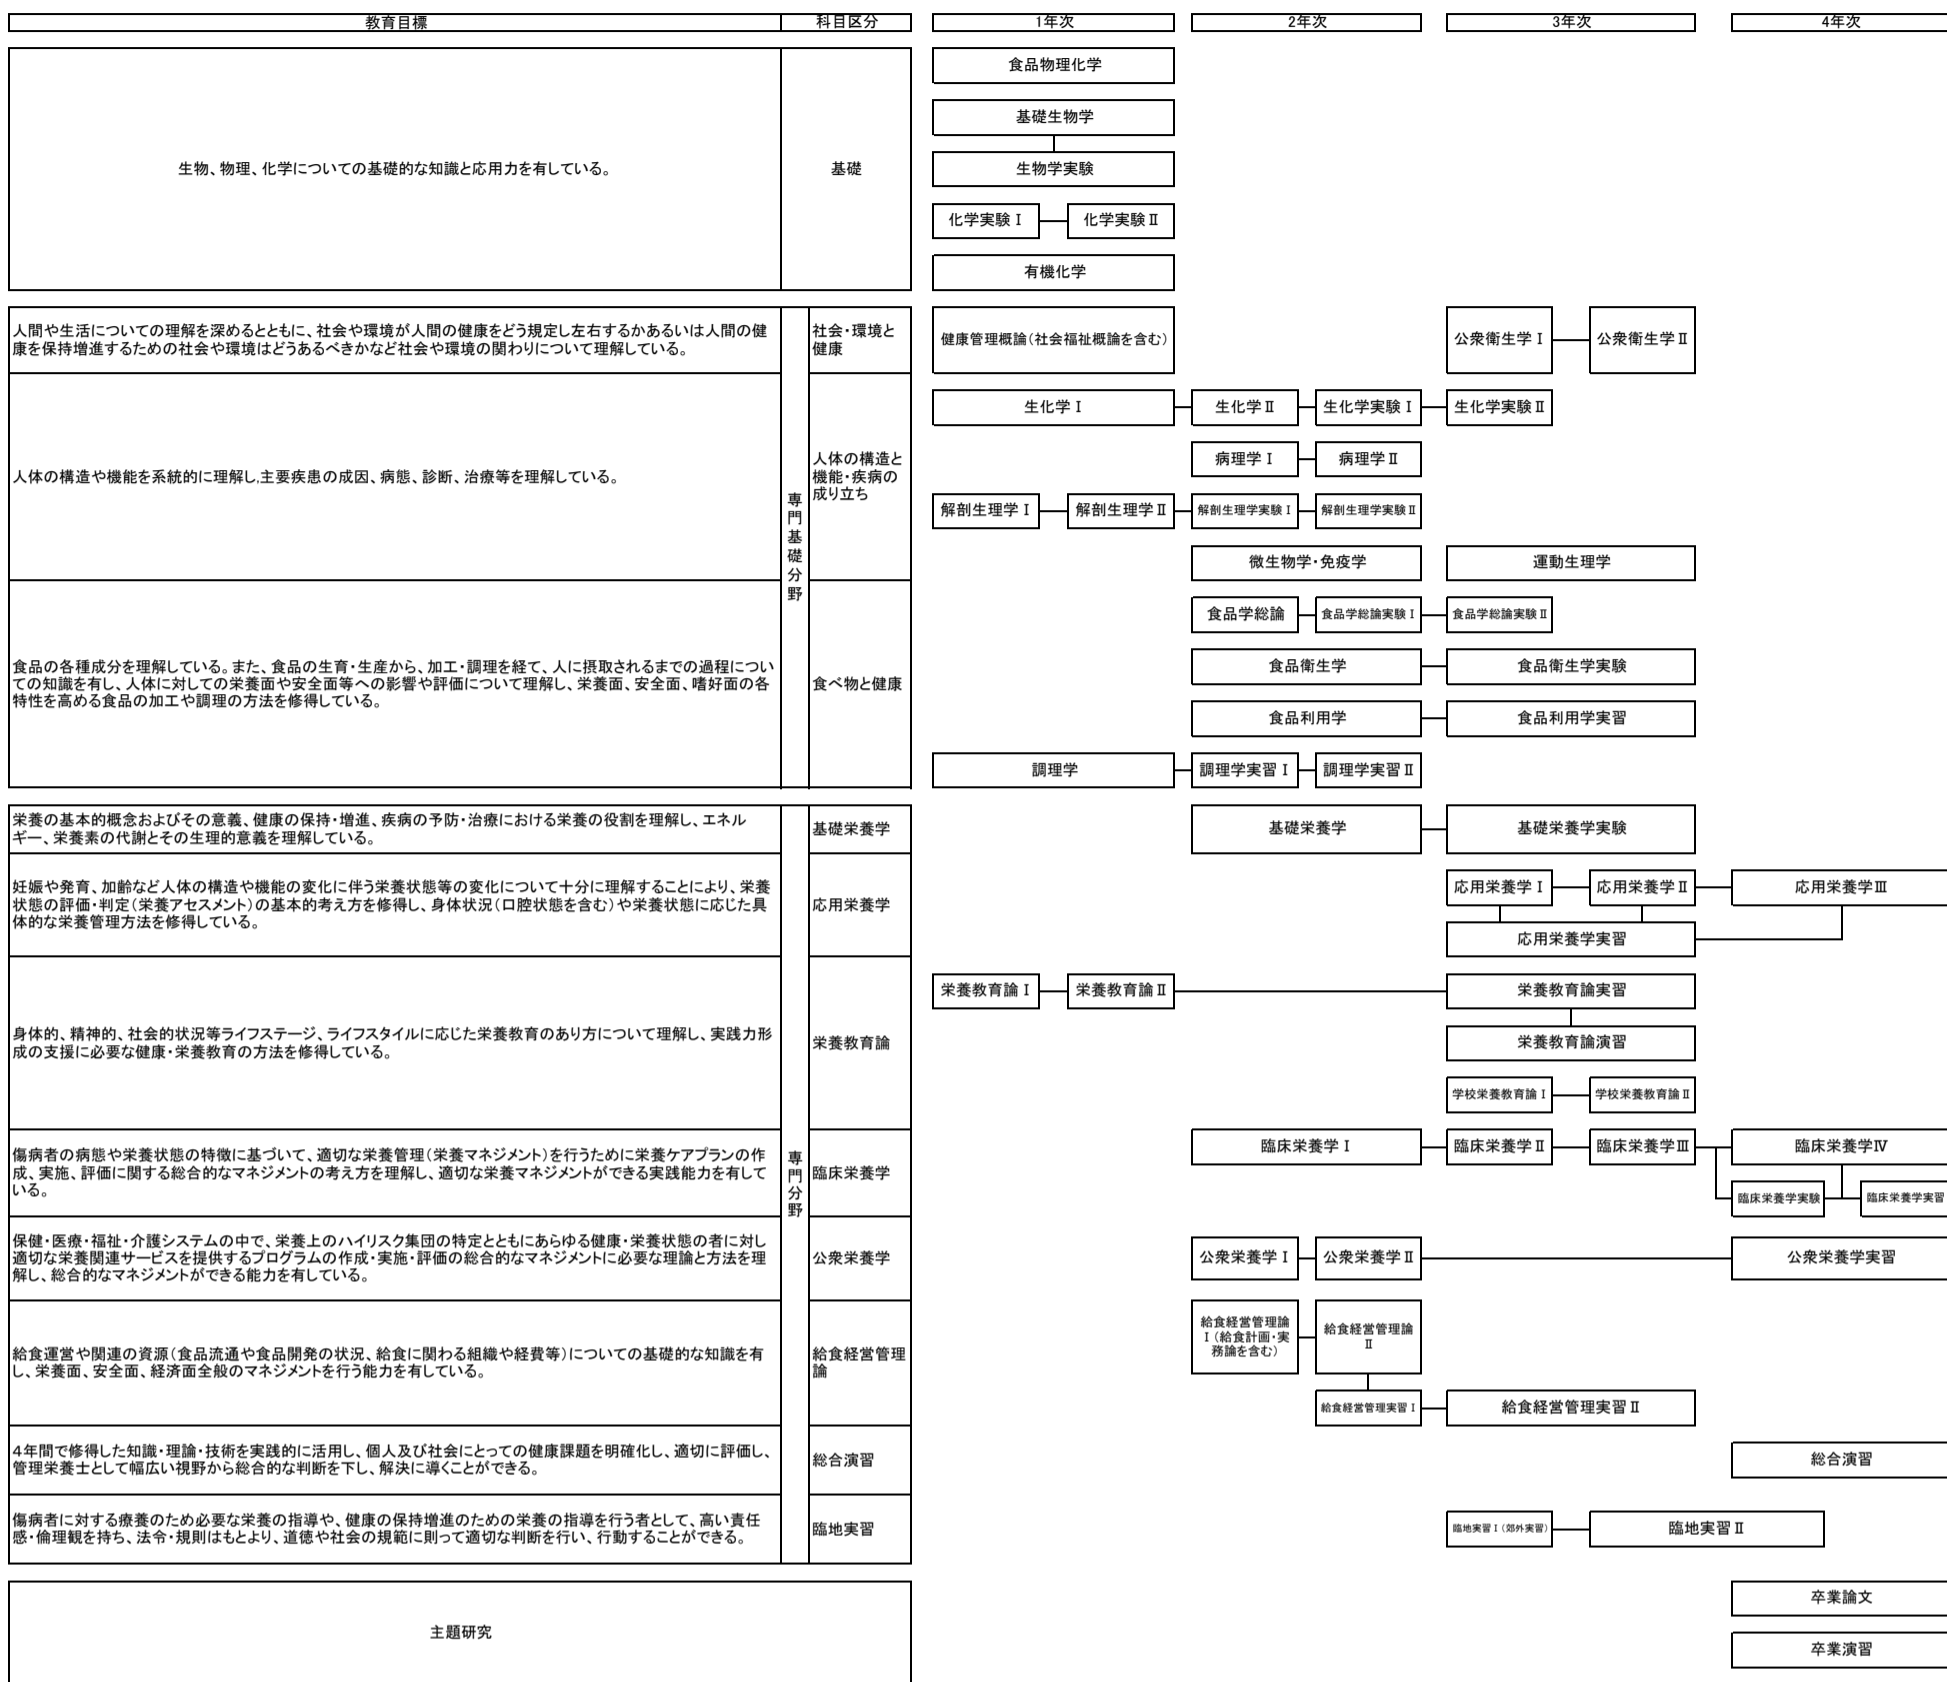 教育目標 科目区分 1年次 2年次 3年次 4年次
食品物理化学
基礎生物学
生物、物理、化学についての基礎的な知識と応用力を有している。 基礎 生物学実験
化学実験Ⅰ 化学実験Ⅱ
有機化学
専門基礎分野
人間や生活についての理解を深めるとともに、社会や環境が人間の健康をどう規定し左右するかあるいは人間の健
康を保持増進するための社会や環境はどうあるべきかなど社会や環境の関わりについて理解している。
社会・環境と
健康
健康管理概論(社会福祉概論を含む) 公衆衛生学Ⅰ 公衆衛生学Ⅱ
人体の構造や機能を系統的に理解し,主要疾患の成因、病態、診断、治療等を理解している。
人体の構造と
機能・疾病の
成り立ち
生化学Ⅰ 生化学Ⅱ 生化学実験Ⅰ 生化学実験Ⅱ
病理学Ⅰ 病理学Ⅱ
解剖生理学Ⅰ 解剖生理学Ⅱ 解剖生理学実験Ⅰ 解剖生理学実験Ⅱ
微生物学・免疫学 運動生理学
食品の各種成分を理解している。また、食品の生育・生産から、加工・調理を経て、人に摂取されるまでの過程につい
ての知識を有し、人体に対しての栄養面や安全面等への影響や評価について理解し、栄養面、安全面、嗜好面の各
特性を高める食品の加工や調理の方法を修得している。
食べ物と健康
食品学総論 食品学総論実験Ⅰ 食品学総論実験Ⅱ
食品衛生学 食品衛生学実験
食品利用学 食品利用学実習
調理学 調理学実習Ⅰ 調理学実習Ⅱ
専門分野
栄養の基本的概念およびその意義、健康の保持・増進、疾病の予防・治療における栄養の役割を理解し、エネル
ギー、栄養素の代謝とその生理的意義を理解している。
基礎栄養学
基礎栄養学 基礎栄養学実験
妊娠や発育、加齢など人体の構造や機能の変化に伴う栄養状態等の変化について十分に理解することにより、栄養
状態の評価・判定(栄養アセスメント)の基本的考え方を修得し、身体状況(口腔状態を含む)や栄養状態に応じた具
体的な栄養管理方法を修得している。
応用栄養学
応用栄養学Ⅰ 応用栄養学Ⅱ 応用栄養学Ⅲ
応用栄養学実習
身体的、精神的、社会的状況等ライフステージ、ライフスタイルに応じた栄養教育のあり方について理解し、実践力形
成の支援に必要な健康・栄養教育の方法を修得している。
栄養教育論
栄養教育論Ⅰ 栄養教育論Ⅱ 栄養教育論実習
栄養教育論演習
学校栄養教育論Ⅰ 学校栄養教育論Ⅱ
傷病者の病態や栄養状態の特徴に基づいて、適切な栄養管理(栄養マネジメント)を行うために栄養ケアプランの作
成、実施、評価に関する総合的なマネジメントの考え方を理解し、適切な栄養マネジメントができる実践能力を有して
いる。
臨床栄養学
臨床栄養学Ⅰ 臨床栄養学Ⅱ 臨床栄養学Ⅲ 臨床栄養学Ⅳ
臨床栄養学実験 臨床栄養学実習
保健・医療・福祉・介護システムの中で、栄養上のハイリスク集団の特定とともにあらゆる健康・栄養状態の者に対し
適切な栄養関連サービスを提供するプログラムの作成・実施・評価の総合的なマネジメントに必要な理論と方法を理
解し、総合的なマネジメントができる能力を有している。
公衆栄養学
公衆栄養学Ⅰ 公衆栄養学Ⅱ 公衆栄養学実習
給食運営や関連の資源(食品流通や食品開発の状況、給食に関わる組織や経費等)についての基礎的な知識を有
し、栄養面、安全面、経済面全般のマネジメントを行う能力を有している。
給食経営管理
論
給食経営管理論
Ⅰ(給食計画・実
務論を含む)
給食経営管理論
Ⅱ
給食経営管理実習Ⅰ 給食経営管理実習Ⅱ
4年間で修得した知識・理論・技術を実践的に活用し、個人及び社会にとっての健康課題を明確化し、適切に評価し、
管理栄養士として幅広い視野から総合的な判断を下し、解決に導くことができる。
総合演習
総合演習
傷病者に対する療養のため必要な栄養の指導や、健康の保持増進のための栄養の指導を行う者として、高い責任
感・倫理観を持ち、法令・規則はもとより、道徳や社会の規範に則って適切な判断を行い、行動することができる。
臨地実習
臨地実習Ⅰ(郊外実習) 臨地実習Ⅱ
主題研究
卒業論文
卒業演習